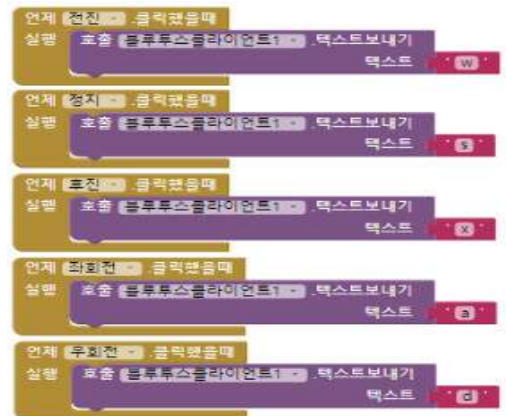 언제 전진 .클릭했을때
실행 호출 블루투스클라이언트1 .텍스트보내기
텍스트 "w"
언제 정지 .클릭했을때
실행 호출 블루투스클라이언트1 .텍스트보내기
텍스트 "s"
언제 후진 .클릭했을때
실행 호출 블루투스클라이언트1 .텍스트보내기
텍스트 "x"
언제 좌회전 .클릭했을때
실행 호출 블루투스클라이언트1 .텍스트보내기
텍스트 "a"
언제 우회전 .클릭했을때
실행 호출 블루투스클라이언트1 .텍스트보내기
텍스트 "d"